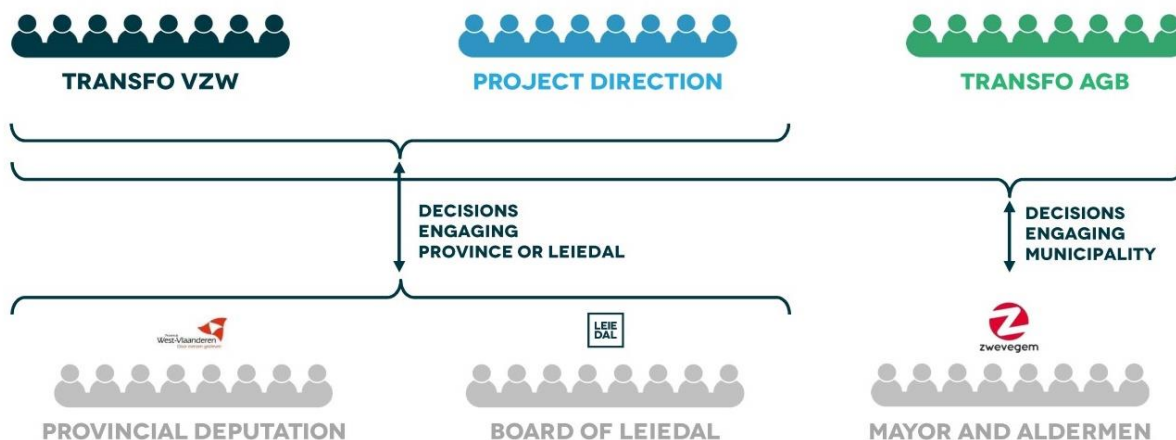 TRANSFO VZW
PROJECT DIRECTION
TRANSFO AGB
DECISIONS
ENGAGING
PROVINCE OR LEIEDAL
DECISIONS
ENGAGING
MUNICIPALITY
West-Vlaanderen
LEIE
DAL
zwevegem
PROVINCIAL DEPUTATION
BOARD OF LEIEDAL
MAYOR AND ALDERMEN